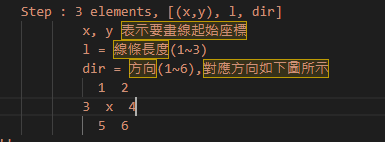 Step : 3 elements, [(x,y), l, dir]
x, y 表示要畫線起始座標
l = 線條長度(1~3)
dir = 方向(1~6),對應方向如下圖所示
1 2
3 x 4
5 6